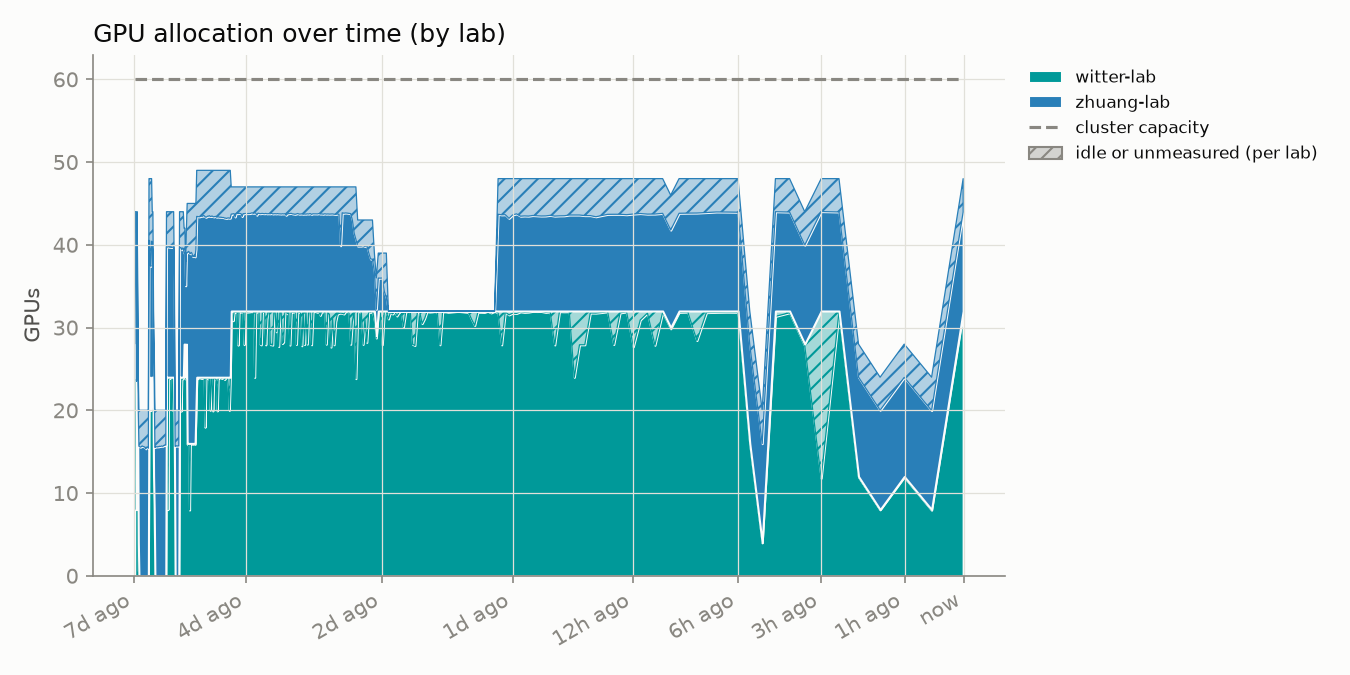 GPU allocation over time (by lab)
60
50
40
30
20
10
0
GPUs
7d ago
4d ago
2d ago
1d ago
12h ago
6h ago
3h ago
1h ago
now
witter-lab
zhuang-lab
cluster capacity
idle or unmeasured (per lab)